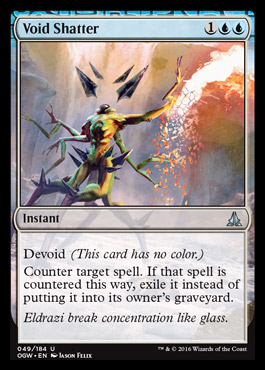 Void Shatter 1
Instant
Devoid (This card has no color.)
Counter target spell. If that spell is
countered this way, exile it instead of
putting it into its owner's graveyard.
Eldrazi break concentration like glass.
049/184 U
OGW • EN Jason Felix
™ & © 2016 Wizards of the Coast